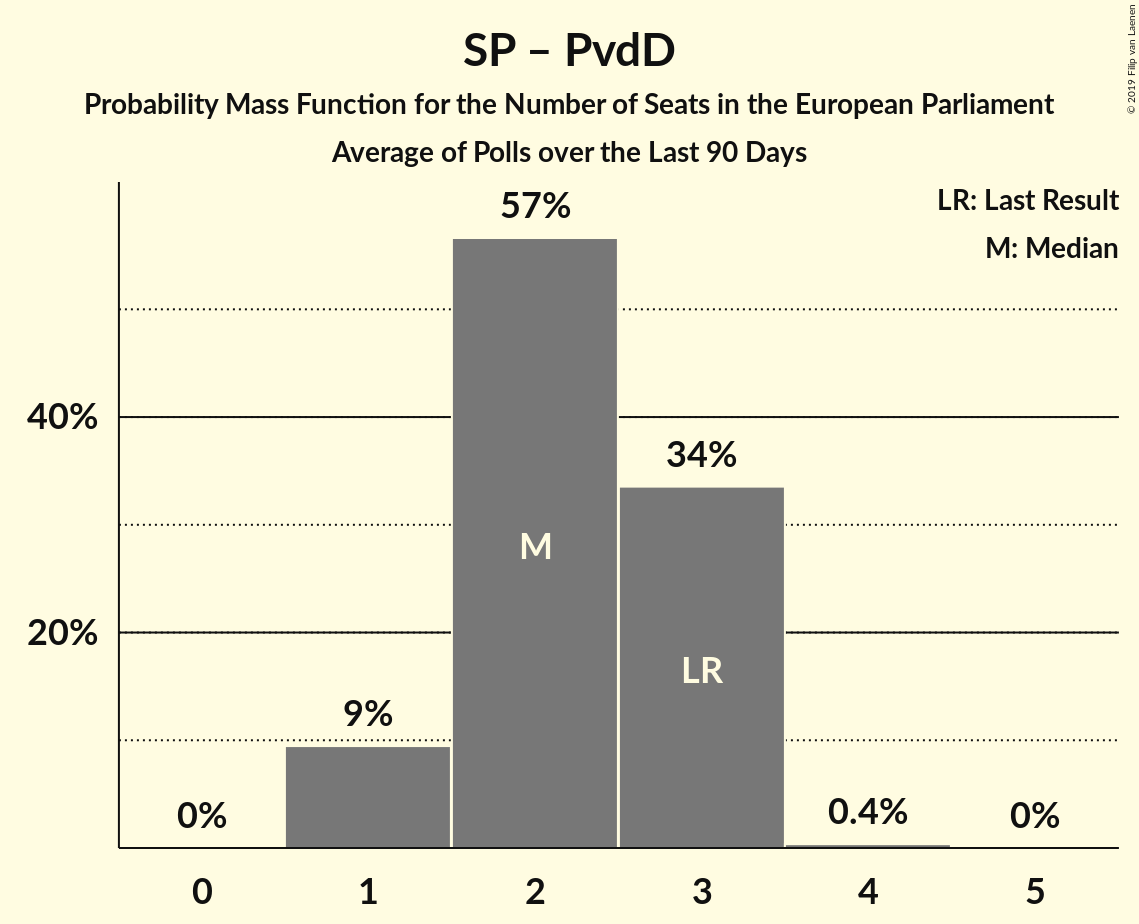 SP – PvdD
Probability Mass Function for the Number of Seats in the European Parliament
Average of Polls over the Last 90 Days
© 2019 Filip van Laenen
LR: Last Result
M: Median
57%
40%
34%
M
20%
LR
9%
0%
0.4%
0%
0 1 2 3 4 5